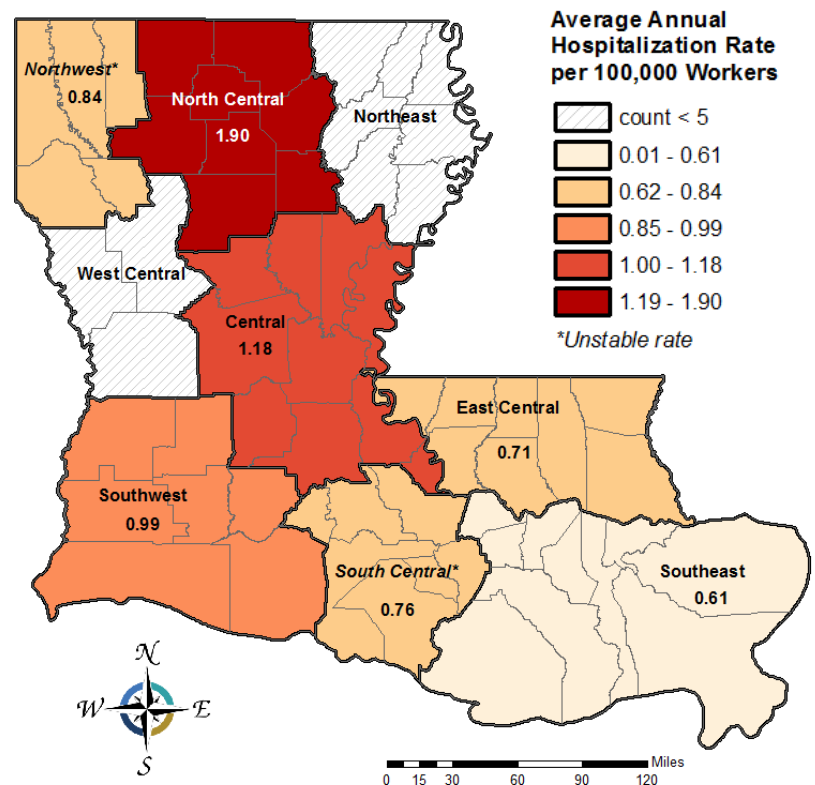 Average Annual
Hospitalization Rate
per 100,000 Workers
count < 5
0.01 - 0.61
0.62 - 0.84
0.85 - 0.99
1.00 - 1.18
1.19 - 1.90
*Unstable rate
Northwest*
0.84
North Central
1.90
Northeast
West Central
Central
1.18
East Central
0.71
Southwest
0.99
South Central*
0.76
Southeast
0.61
N
W
E
S
Miles
0 15 30 60 90 120